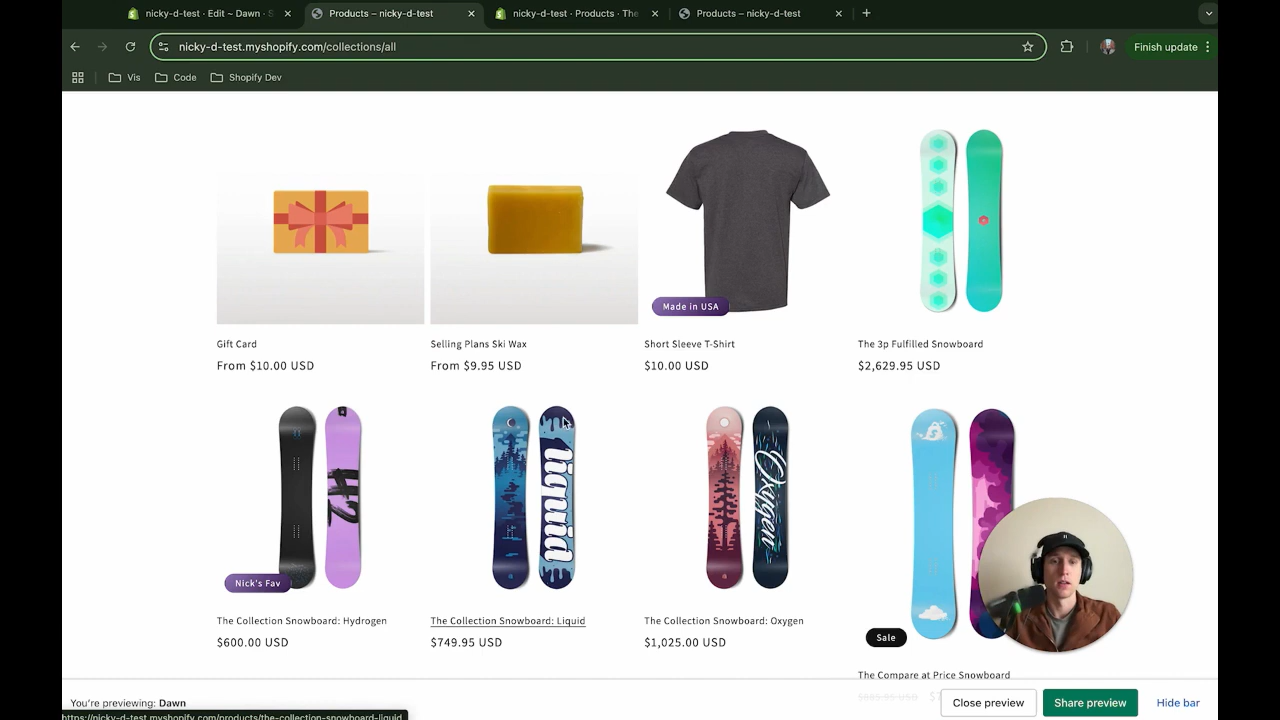 nicky-d-test · Edit ~ Dawn · S
Products – nicky-d-test
nicky-d-test · Products · The
Products – nicky-d-test
nicky-d-test.myshopify.com/collections/all
Finish update
Vis
Code
Shopify Dev
Made in USA
Gift Card
Selling Plans Ski Wax
Short Sleeve T-Shirt
The 3p Fulfilled Snowboard
From $10.00 USD
From $9.95 USD
$10.00 USD
$2,629.95 USD
H2
liquid
Oxygen
Nick's Fav
Sale
The Collection Snowboard: Hydrogen
The Collection Snowboard: Liquid
The Collection Snowboard: Oxygen
$600.00 USD
$749.95 USD
$1,025.00 USD
The Compare at Price Snowboard
You're previewing: Dawn
Close preview
Share preview
Hide bar
https://nicky-d-test.myshopify.com/products/the-collection-snowboard-liquid